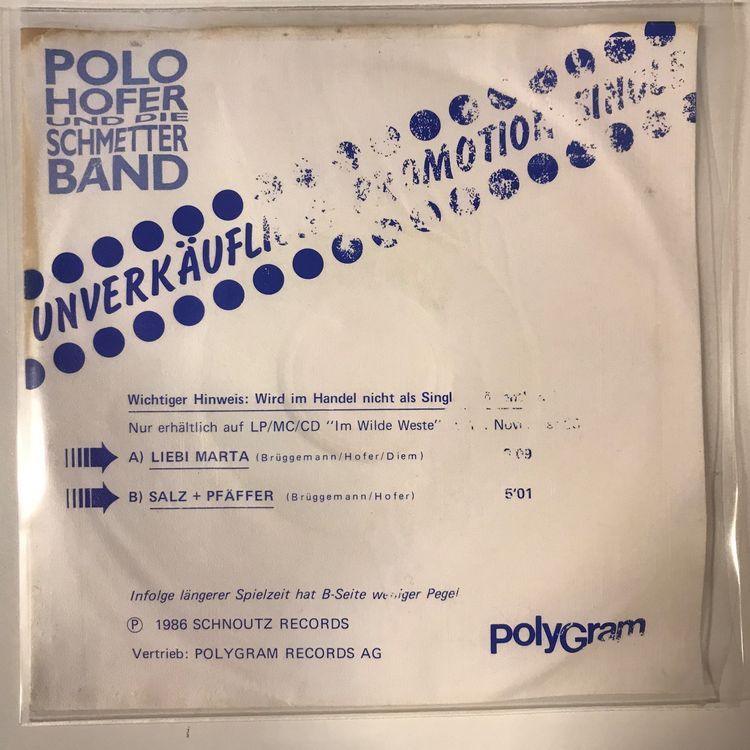 POLO
HOFER
UND DIE
SCHMETTER
BAND
UNVERKÄUFLI PROMOTION SINGLE
Wichtiger Hinweis: Wird im Handel nicht als Singl
Nur erhältlich auf LP/MC/CD "Im Wilde Weste"
A) LIEBI MARTA (Brüggemann/Hofer/Diem) 09
B) SALZ + PFÄFFER (Brüggemann/Hofer) 5'01
Infolge längerer Spielzeit hat B-Seite weniger Pegel
Ⓟ 1986 SCHNOUTZ RECORDS
Vertrieb: POLYGRAM RECORDS AG
polyGram